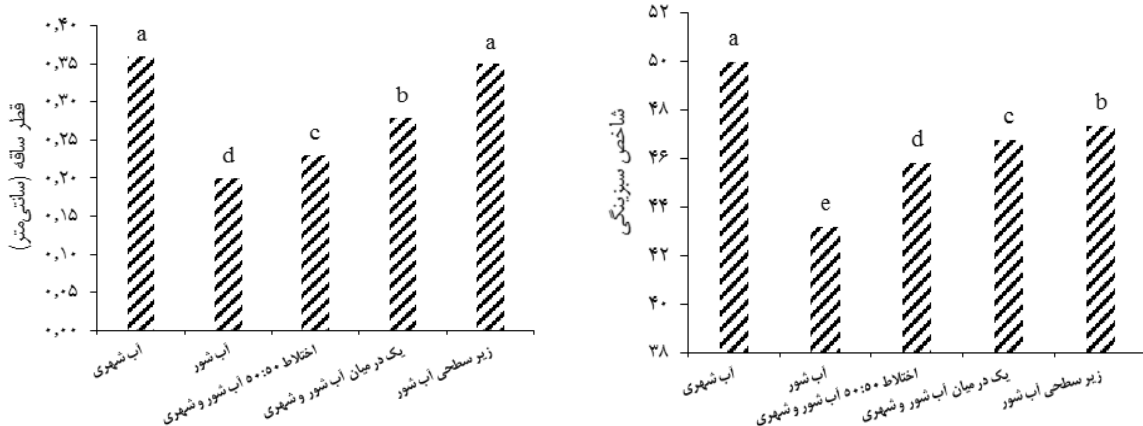 ۰,۴۰
۰,۳۵
۰,۳۰
۰,۲۵
۰,۲۰
۰,۱۵
۰,۱۰
۰,۰۵
۰,۰۰
قطر ساقه (سانتی‌متر)
a
d
c
b
a
آب شهری
آب شور
اختلاط ۵۰:۵۰ آب شور و شهری
یک در میان آب شور و شهری
زیر سطحی آب شور
۵۲
۵۰
۴۸
۴۶
۴۴
۴۲
۴۰
۳۸
شاخص سبزینگی
a
e
d
c
b
آب شهری
آب شور
اختلاط ۵۰:۵۰ آب شور و شهری
یک در میان آب شور و شهری
زیر سطحی آب شور